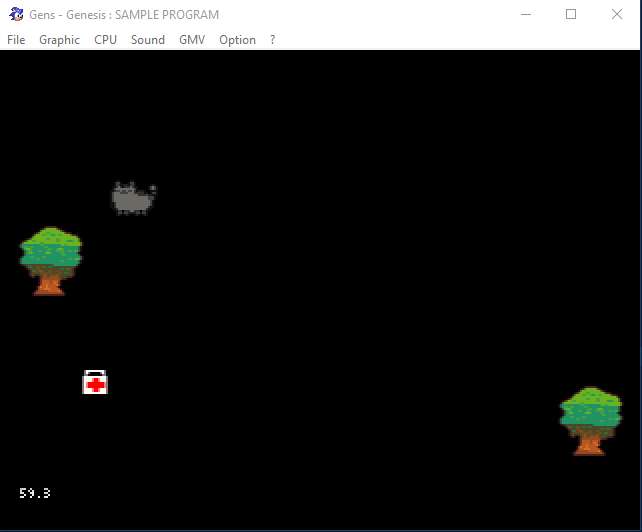 Gens - Genesis : SAMPLE PROGRAM
File Graphic CPU Sound GMV Option ?
59.3